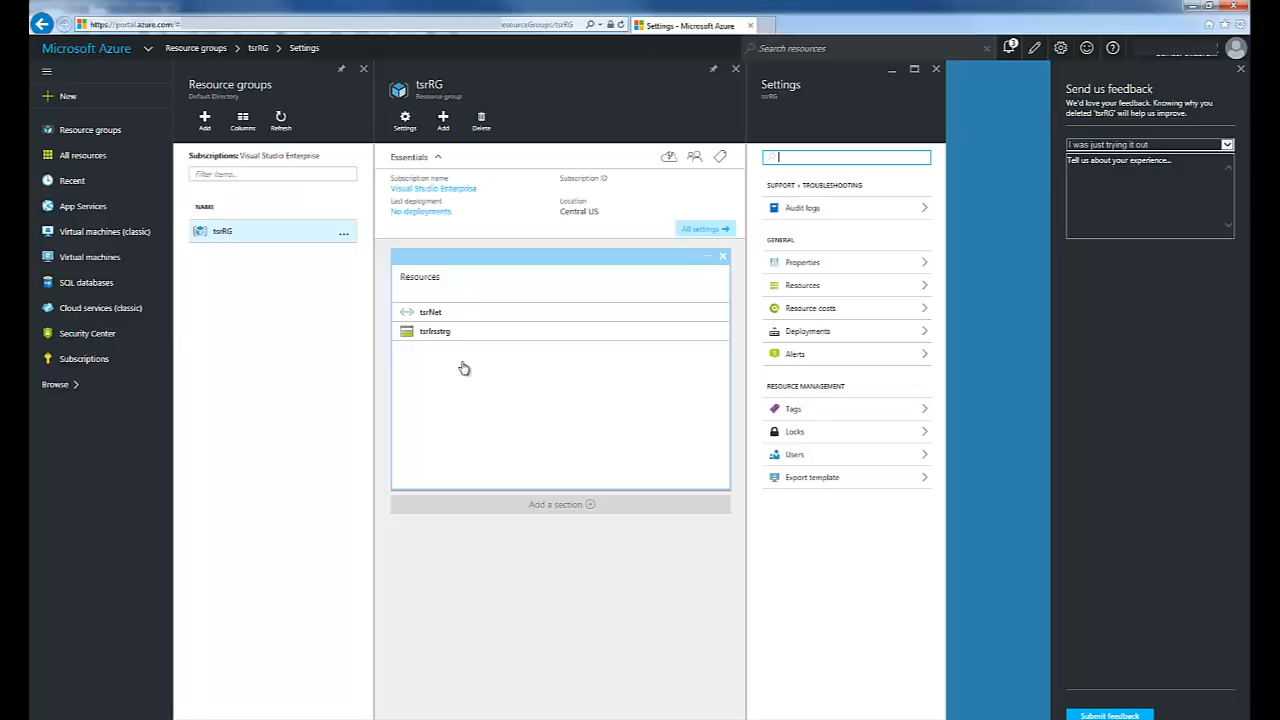 https://portal.azure.com/#
esourceGroups/tsrRG
Settings - Microsoft Azure
Microsoft Azure
Resource groups
tsrRG
Settings
Search resources
3
New
Resource groups
All resources
Recent
App Services
Virtual machines (classic)
Virtual machines
SQL databases
Cloud services (classic)
Security Center
Subscriptions
Browse
Resource groups
Default Directory
Add
Columns
Refresh
Subscriptions: Visual Studio Enterprise
Filter items...
NAME
tsrRG
...
tsrRG
Resource group
Settings
Add
Delete
Essentials
Subscription name
Visual Studio Enterprise
Subscription ID
Last deployment
No deployments
Location
Central US
All settings
Resources
tsrNet
tsrlrsstrg
Add a section
Settings
tsrRG
SUPPORT + TROUBLESHOOTING
Audit logs
GENERAL
Properties
Resources
Resource costs
Deployments
Alerts
RESOURCE MANAGEMENT
Tags
Locks
Users
Export template
Send us feedback
We'd love your feedback. Knowing why you
deleted 'tsrRG' will help us improve.
I was just trying it out
Tell us about your experience...
Submit feedback